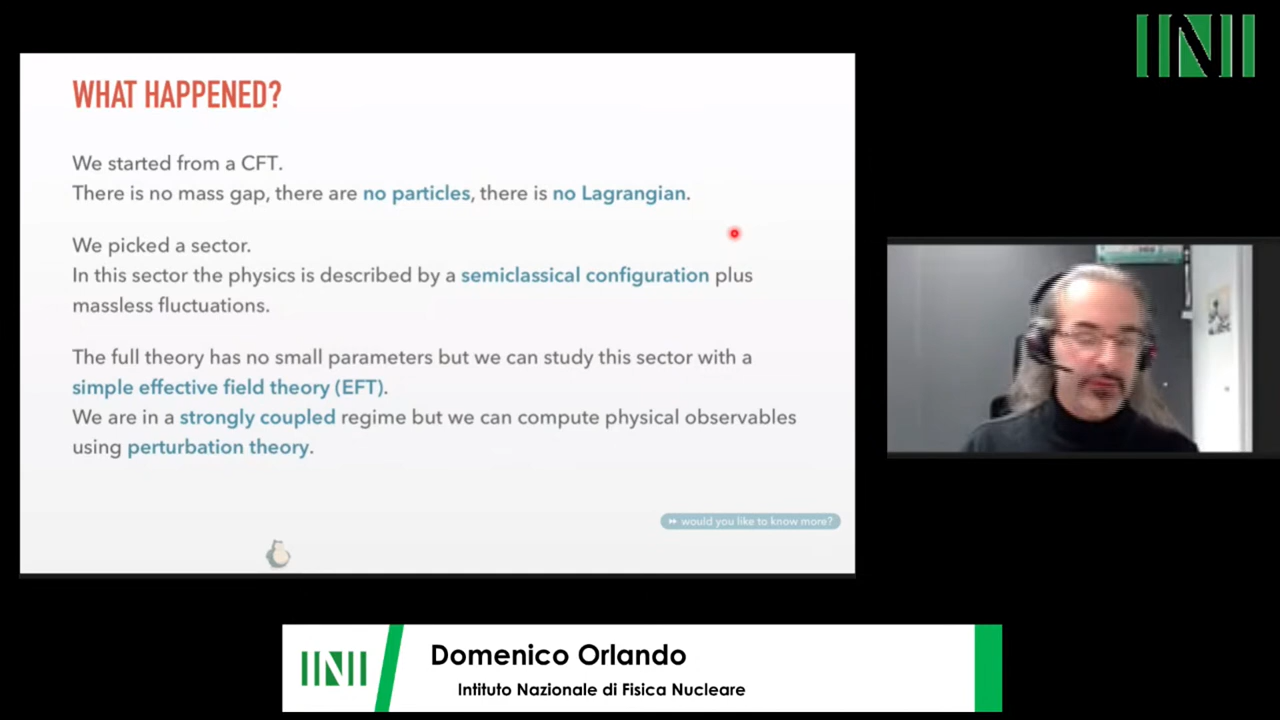 WHAT HAPPENED?
We started from a CFT.
There is no mass gap, there are no particles, there is no Lagrangian.
We picked a sector.
In this sector the physics is described by a semiclassical configuration plus
massless fluctuations.
The full theory has no small parameters but we can study this sector with a
simple effective field theory (EFT).
We are in a strongly coupled regime but we can compute physical observables
using perturbation theory.
would you like to know more?
INI
INI
Domenico Orlando
Intituto Nazionale di Fisica Nucleare